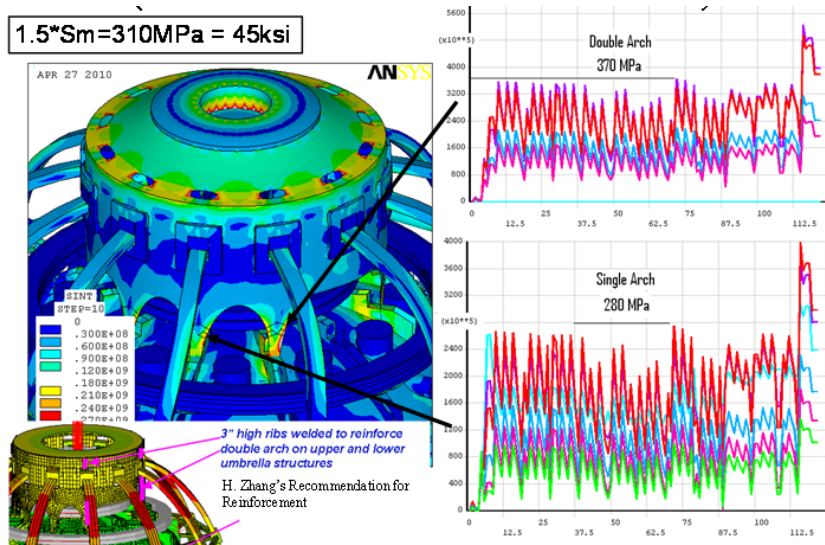 1.5*Sm=310MPa = 45ksi
APR 27 2010
ANSYS
SINT
STEP=10
0
.300E+08
.600E+08
.900E+08
.120E+09
.180E+09
.210E+09
.240E+09
.270E+09
3" high ribs welded to reinforce
double arch on upper and lower
umbrella structures
H. Zhang's Recommendation for
Reinforcement
5600
(x10**5)
4800
4000
3200
2400
1600
800
0
Double Arch
370 MPa
0
12.5
25
37.5
50
62.5
75
87.5
100
112.5
4000
3600
3200
2800
(x10**5)
2400
2000
1600
1200
800
400
0
Single Arch
280 MPa
0
12.5
25
37.5
50
62.5
75
87.5
100
112.5